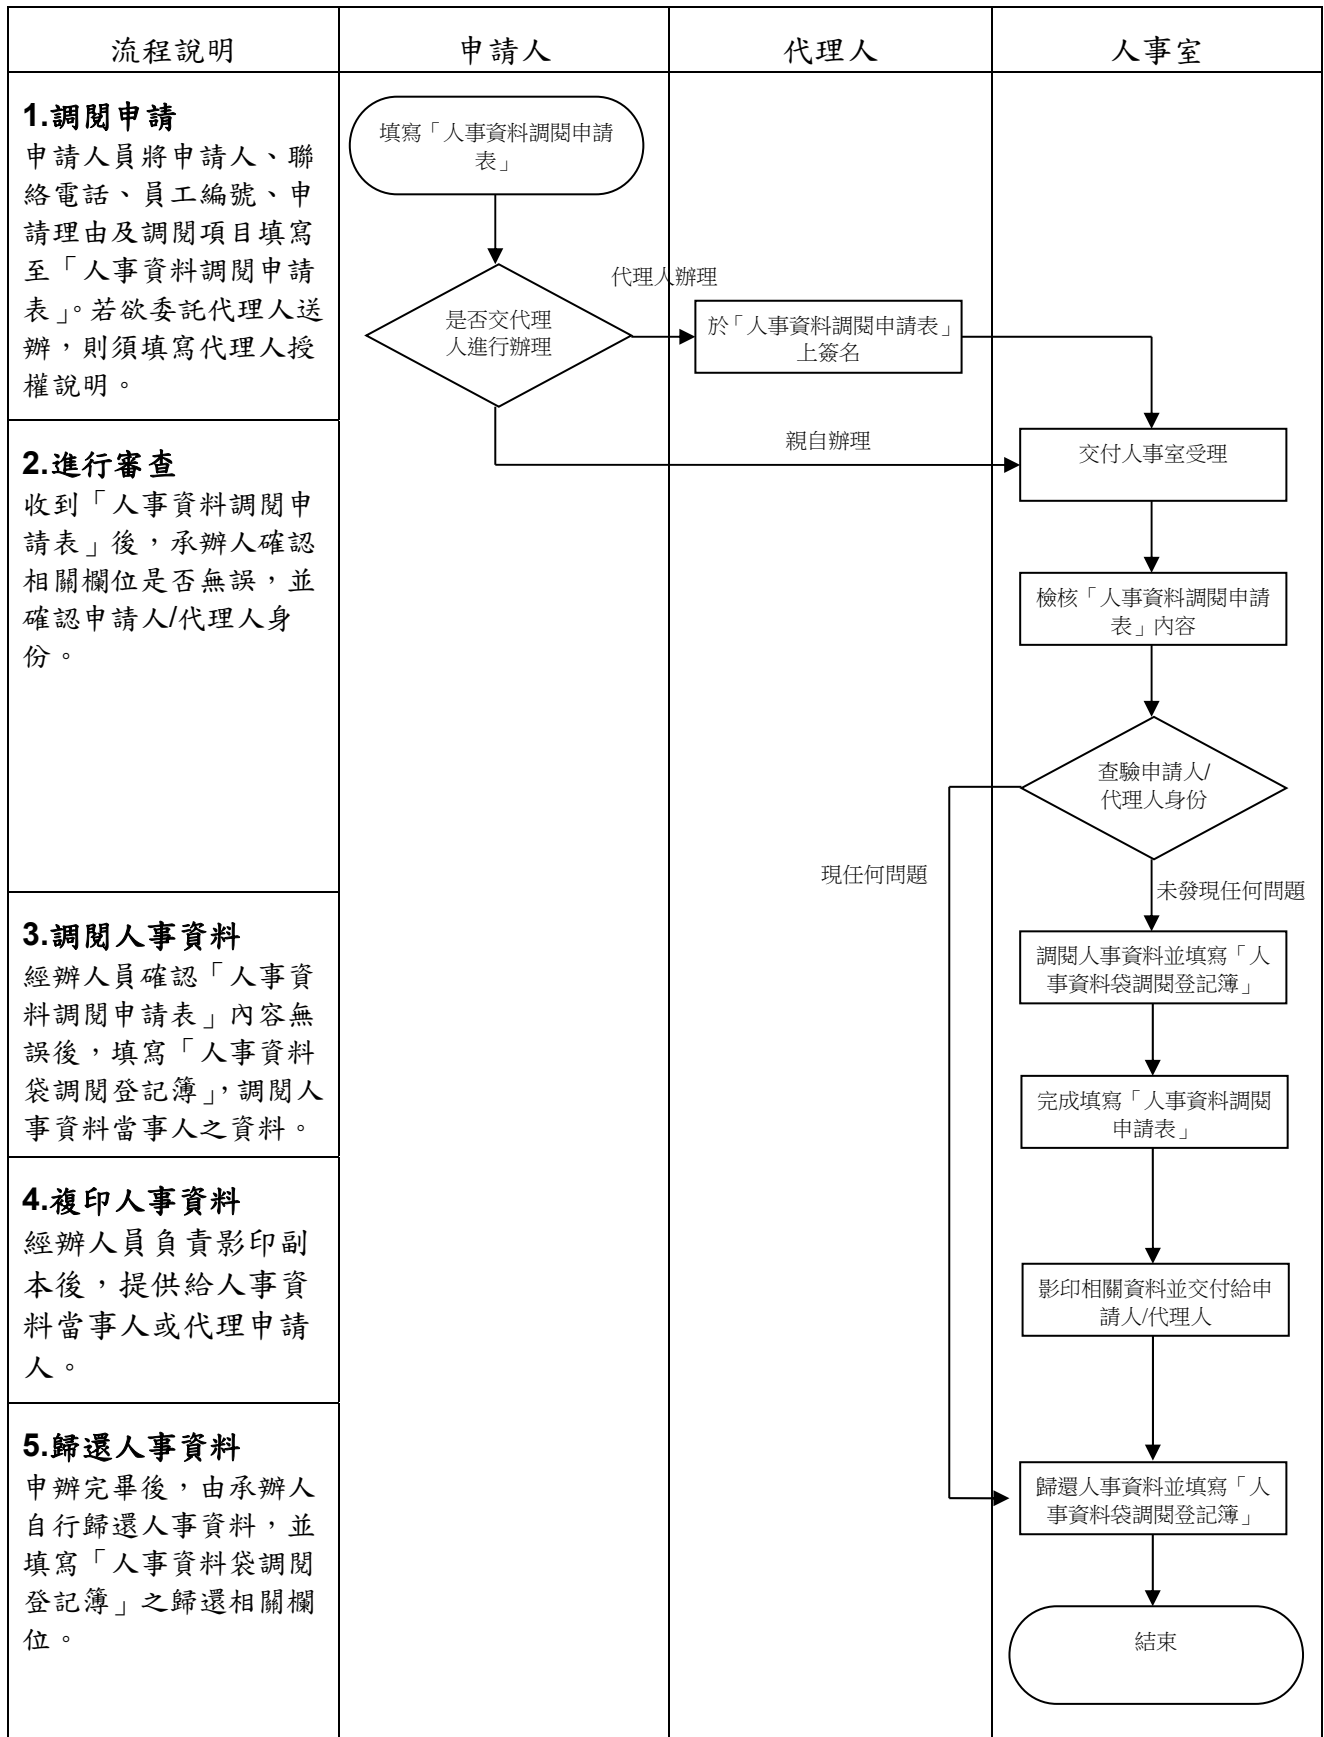 流程說明
申請人
代理人
人事室
1.調閱申請
申請人員將申請人、聯
絡電話、員工編號、申
請理由及調閱項目填寫
至「人事資料調閱申請
表」。若欲委託代理人送
辦，則須填寫代理人授
權說明。
2.進行審查
收到「人事資料調閱申
請表」後，承辦人確認
相關欄位是否無誤，並
確認申請人/代理人身
份。
3.調閱人事資料
經辦人員確認「人事資
料調閱申請表」內容無
誤後，填寫「人事資料
袋調閱登記簿」，調閱人
事資料當事人之資料。
4.複印人事資料
經辦人員負責影印副
本後，提供給人事資
料當事人或代理申請
人。
5.歸還人事資料
申辦完畢後，由承辦人
自行歸還人事資料，並
填寫「人事資料袋調閱
登記簿」之歸還相關欄
位。
填寫「人事資料調閱申請
表」
是否交代理
人進行辦理
代理人辦理
於「人事資料調閱申請表」
上簽名
親自辦理
交付人事室受理
檢核「人事資料調閱申請
表」內容
查驗申請人/
代理人身份
現任何問題
未發現任何問題
調閱人事資料並填寫「人
事資料袋調閱登記簿」
完成填寫「人事資料調閱
申請表」
影印相關資料並交付給申
請人/代理人
歸還人事資料並填寫「人
事資料袋調閱登記簿」
結束